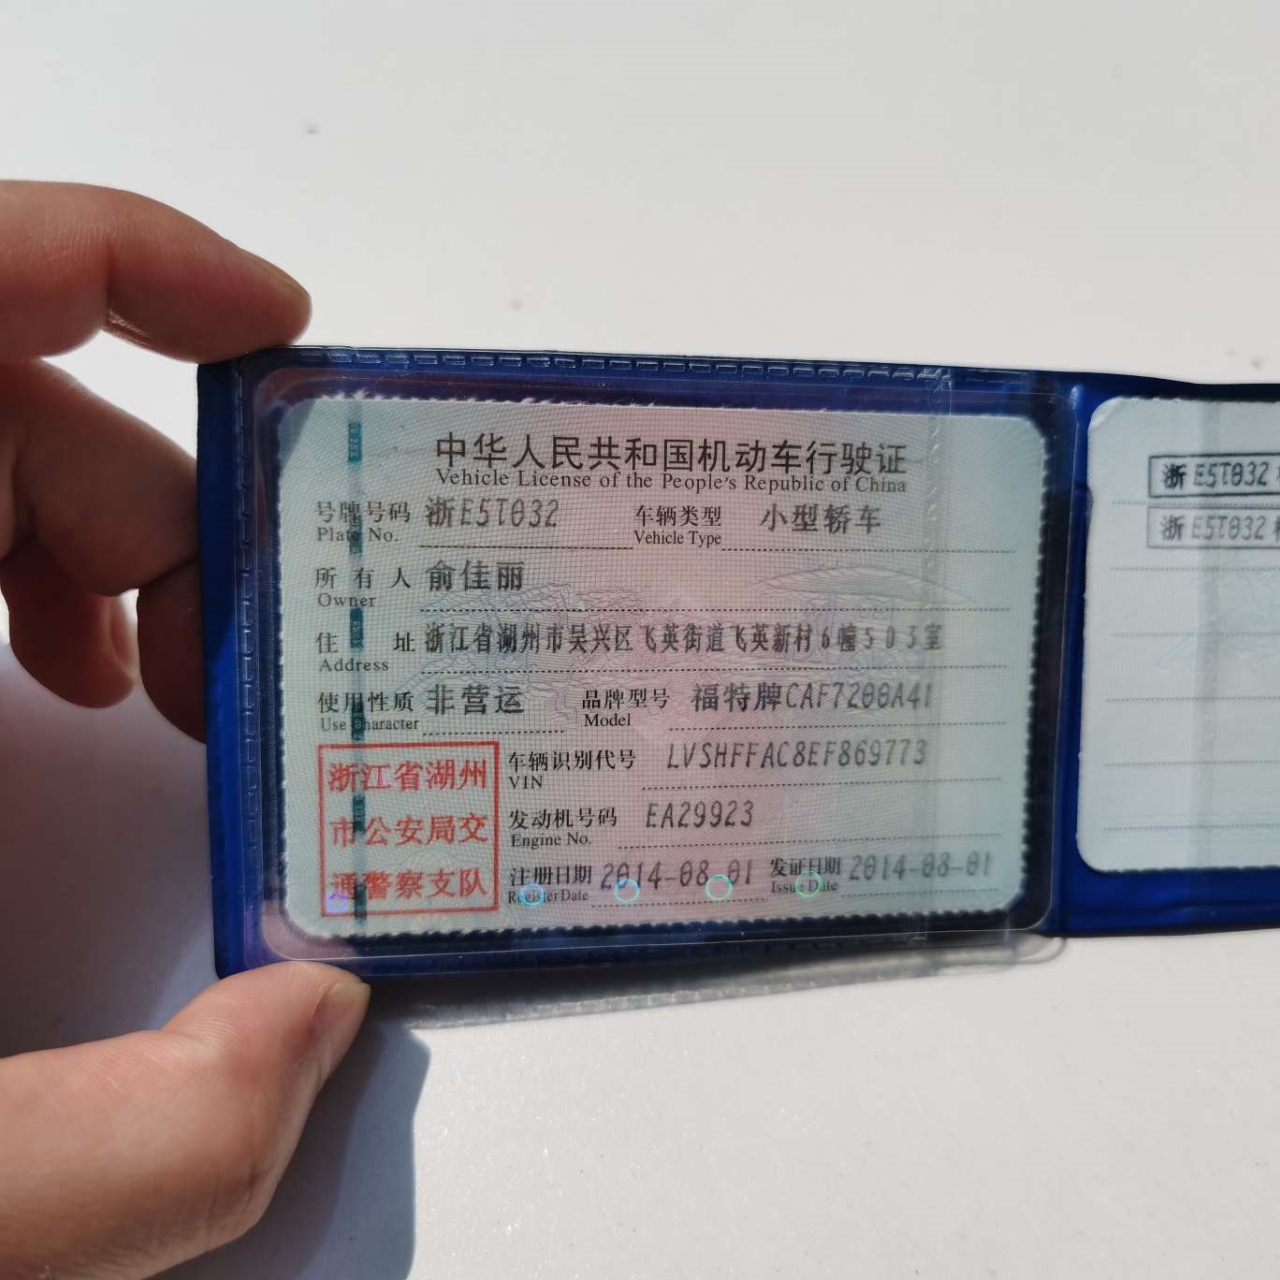 中华人民共和国机动车行驶证
Vehicle License of the People's Republic of China
号牌号码 浙E5T032 车辆类型 小型轿车
Plate No. Vehicle Type
所有人 俞佳丽
Owner
住址 浙江省湖州市吴兴区飞英街道飞英新村6幢503室
Address
使用性质 非营运 品牌型号 福特牌CAF7200A41
Use Character Model
浙江省湖州
市公安局交
通警察支队
车辆识别代号 LVSHFFAC8EF869773
VIN
发动机号码 EA29923
Engine No.
注册日期 2014-08-01 发证日期 2014-08-01
Register Date Issue Date
浙E5T032
浙E5T032